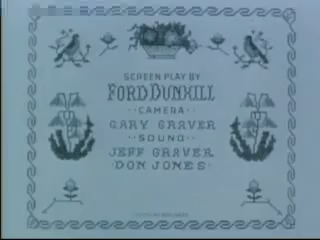 SCREEN PLAY BY
FORD DUNHILL
CAMERA
GARY GRAVER
SOUND
JEFF GRAVER
DON JONES